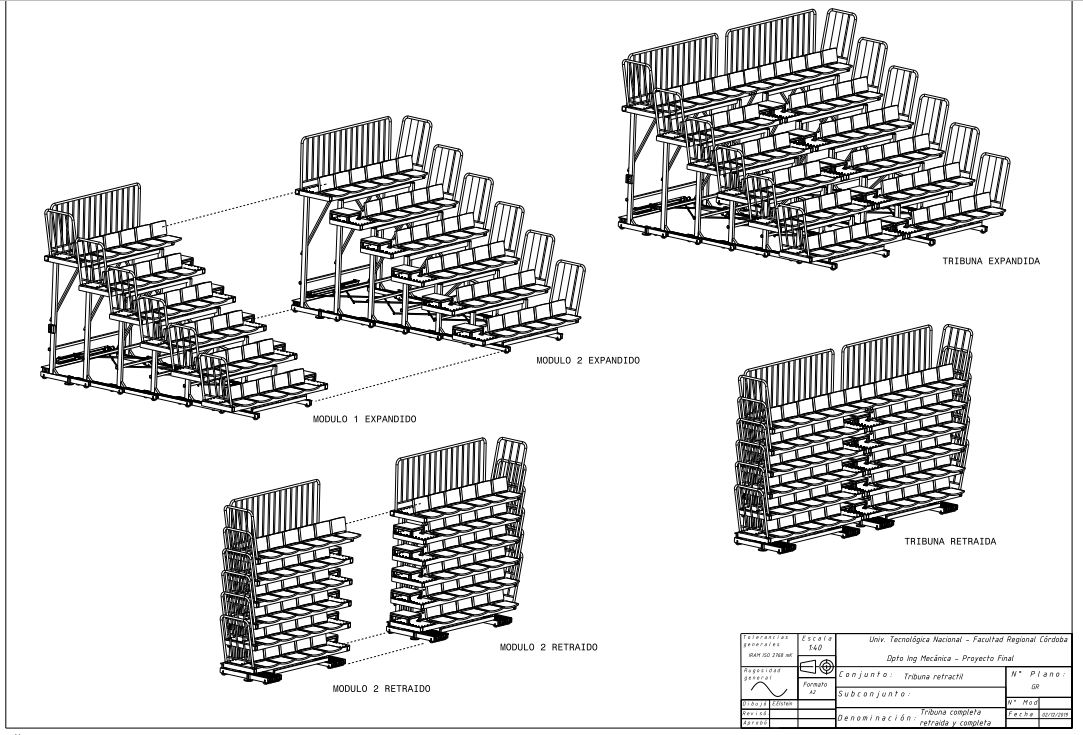 TRIBUNA EXPANDIDA
MODULO 2 EXPANDIDO
MODULO 1 EXPANDIDO
TRIBUNA RETRAIDA
MODULO 2 RETRAIDO
MODULO 2 RETRAIDO
Tolerancias
generales
IRAM ISO 2768 mK
Escala
1:40
Univ. Tecnológica Nacional - Facultad Regional Córdoba
Dpto Ing Mecánica - Proyecto Final
Rugosidad
general
Formato
A2
Conjunto: Tribuna retractil
Subconjunto:
N° Plano:
GR
N° Mod
Dibujó E.Elstein
Revisó
Aprobó
Denominación: Tribuna completa
retraida y completa
Fecha 02/12/2019